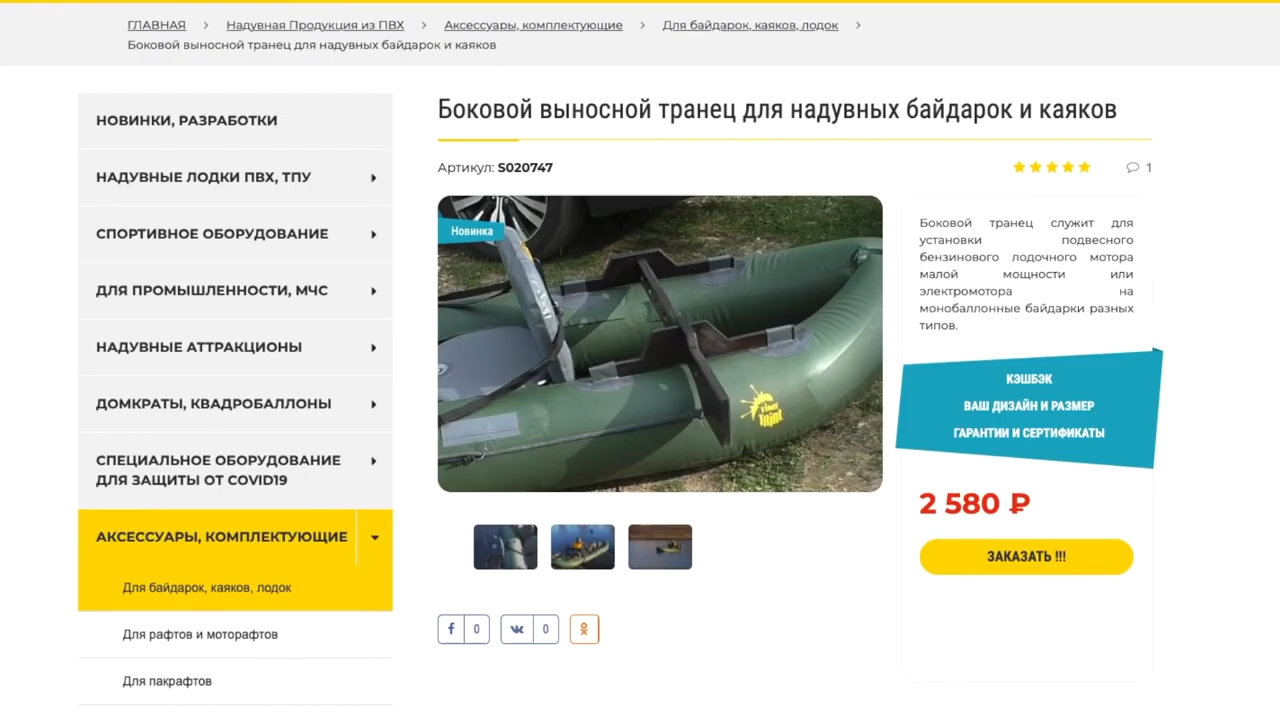 ГЛАВНАЯ > Надувная Продукция из ПВХ > Аксессуары, комплектующие > Для байдарок, каяков, лодок >
Боковой выносной транец для надувных байдарок и каяков
НОВИНКИ, РАЗРАБОТКИ
НАДУВНЫЕ ЛОДКИ ПВХ, ТПУ
СПОРТИВНОЕ ОБОРУДОВАНИЕ
ДЛЯ ПРОМЫШЛЕННОСТИ, МЧС
НАДУВНЫЕ АТТРАКЦИОНЫ
ДОМКРАТЫ, КВАДРОБАЛЛОНЫ
СПЕЦИАЛЬНОЕ ОБОРУДОВАНИЕ
ДЛЯ ЗАЩИТЫ ОТ COVID19
АКСЕССУАРЫ, КОМПЛЕКТУЮЩИЕ
Для байдарок, каяков, лодок
Для рафтов и моторафтов
Для пакрафтов
Боковой выносной транец для надувных байдарок и каяков
Артикул: S020747
1
Новинка
Боковой транец служит для
установки подвесного
бензинового лодочного мотора
малой мощности или
электромотора на
монобаллонные байдарки разных
типов.
КЭШБЭК
ВАШ ДИЗАЙН И РАЗМЕР
ГАРАНТИИ И СЕРТИФИКАТЫ
2 580 ₽
ЗАКАЗАТЬ !!!
0
0